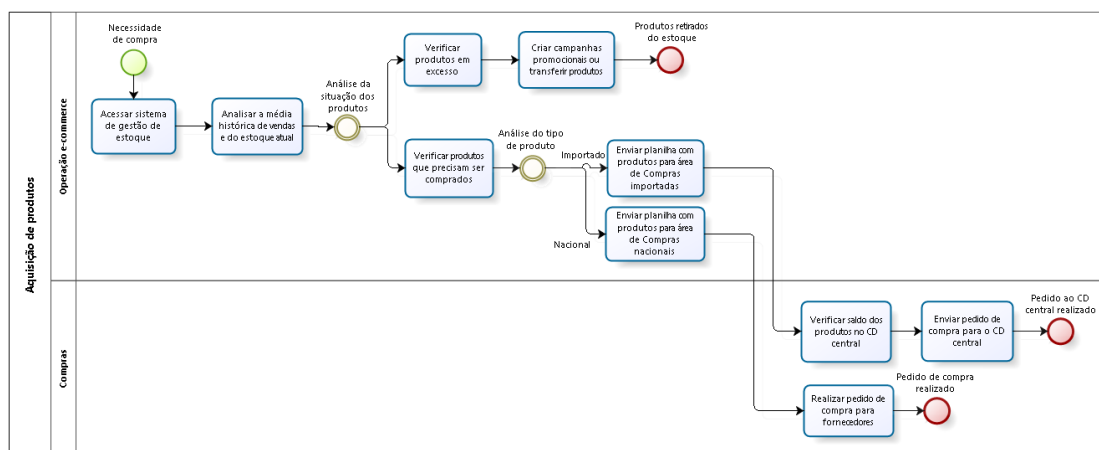 Aquisição de produtos
Operação e-commerce
Necessidade
de compra
Acessar sistema
de gestão de
estoque
Analisar a média
histórica de vendas
e do estoque atual
Análise da
situação dos
produtos
Verificar
produtos em
excesso
Criar campanhas
promocionais ou
transferir produtos
Produtos retirados
do estoque
Verificar produtos
que precisam ser
comprados
Análise do tipo
de produto
Importado
Enviar planilha com
produtos para área
de Compras
importadas
Nacional
Enviar planilha com
produtos para área
de Compras
nacionais
Compras
Verificar saldo dos
produtos no CD
central
Enviar pedido de
compra para o CD
central
Pedido ao CD
central realizado
Realizar pedido de
compra para
fornecedores
Pedido de compra
realizado